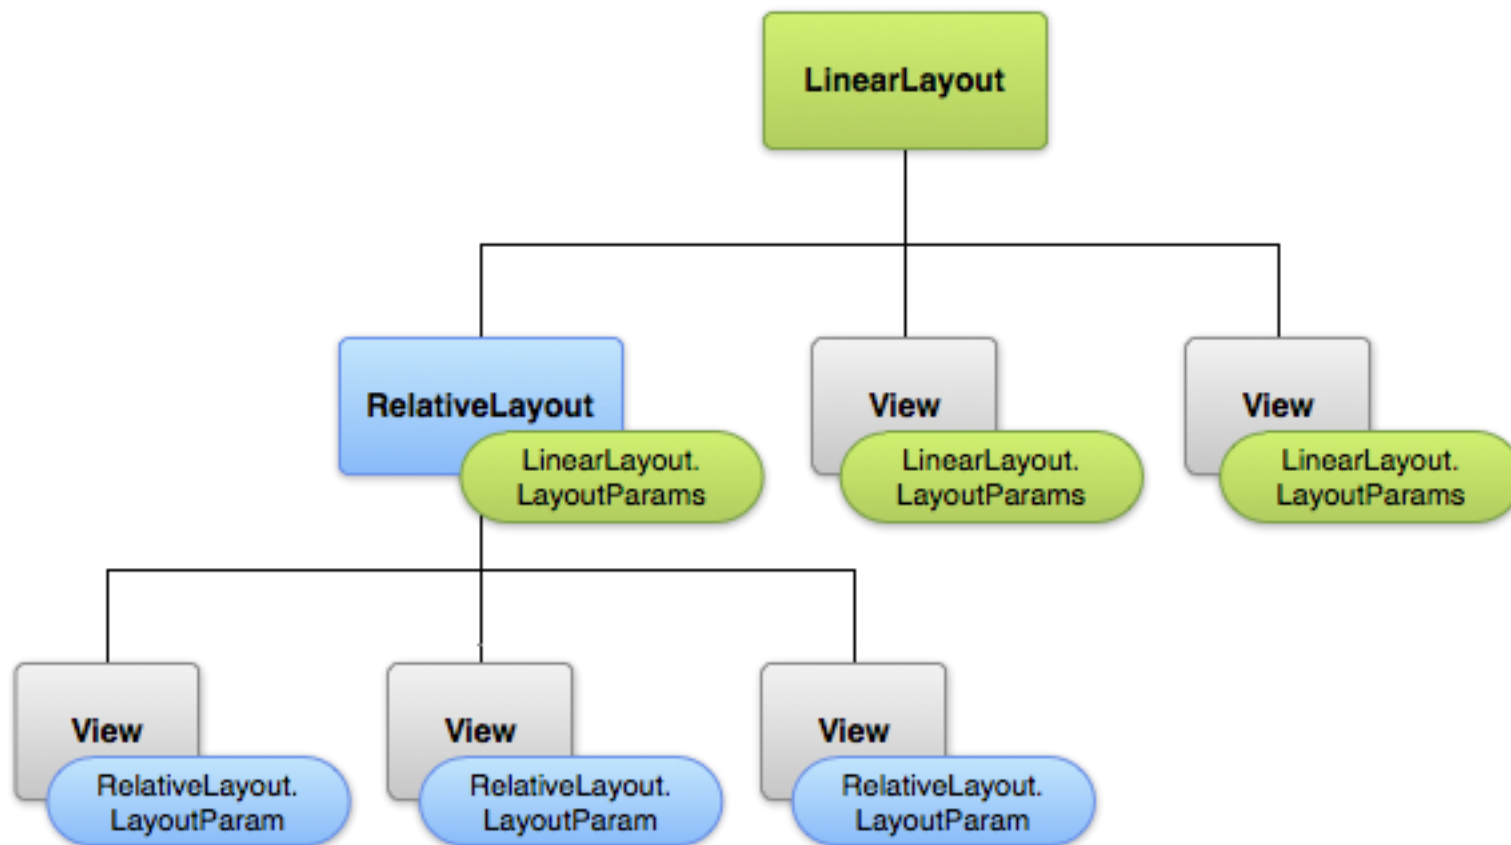 LinearLayout
RelativeLayout
LinearLayout.
LayoutParams
View
LinearLayout.
LayoutParams
View
LinearLayout.
LayoutParams
View
RelativeLayout.
LayoutParam
View
RelativeLayout.
LayoutParam
View
RelativeLayout.
LayoutParam